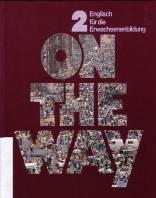 2 Englisch
für die
Erwachsenenbildung
ON
THE
WAY